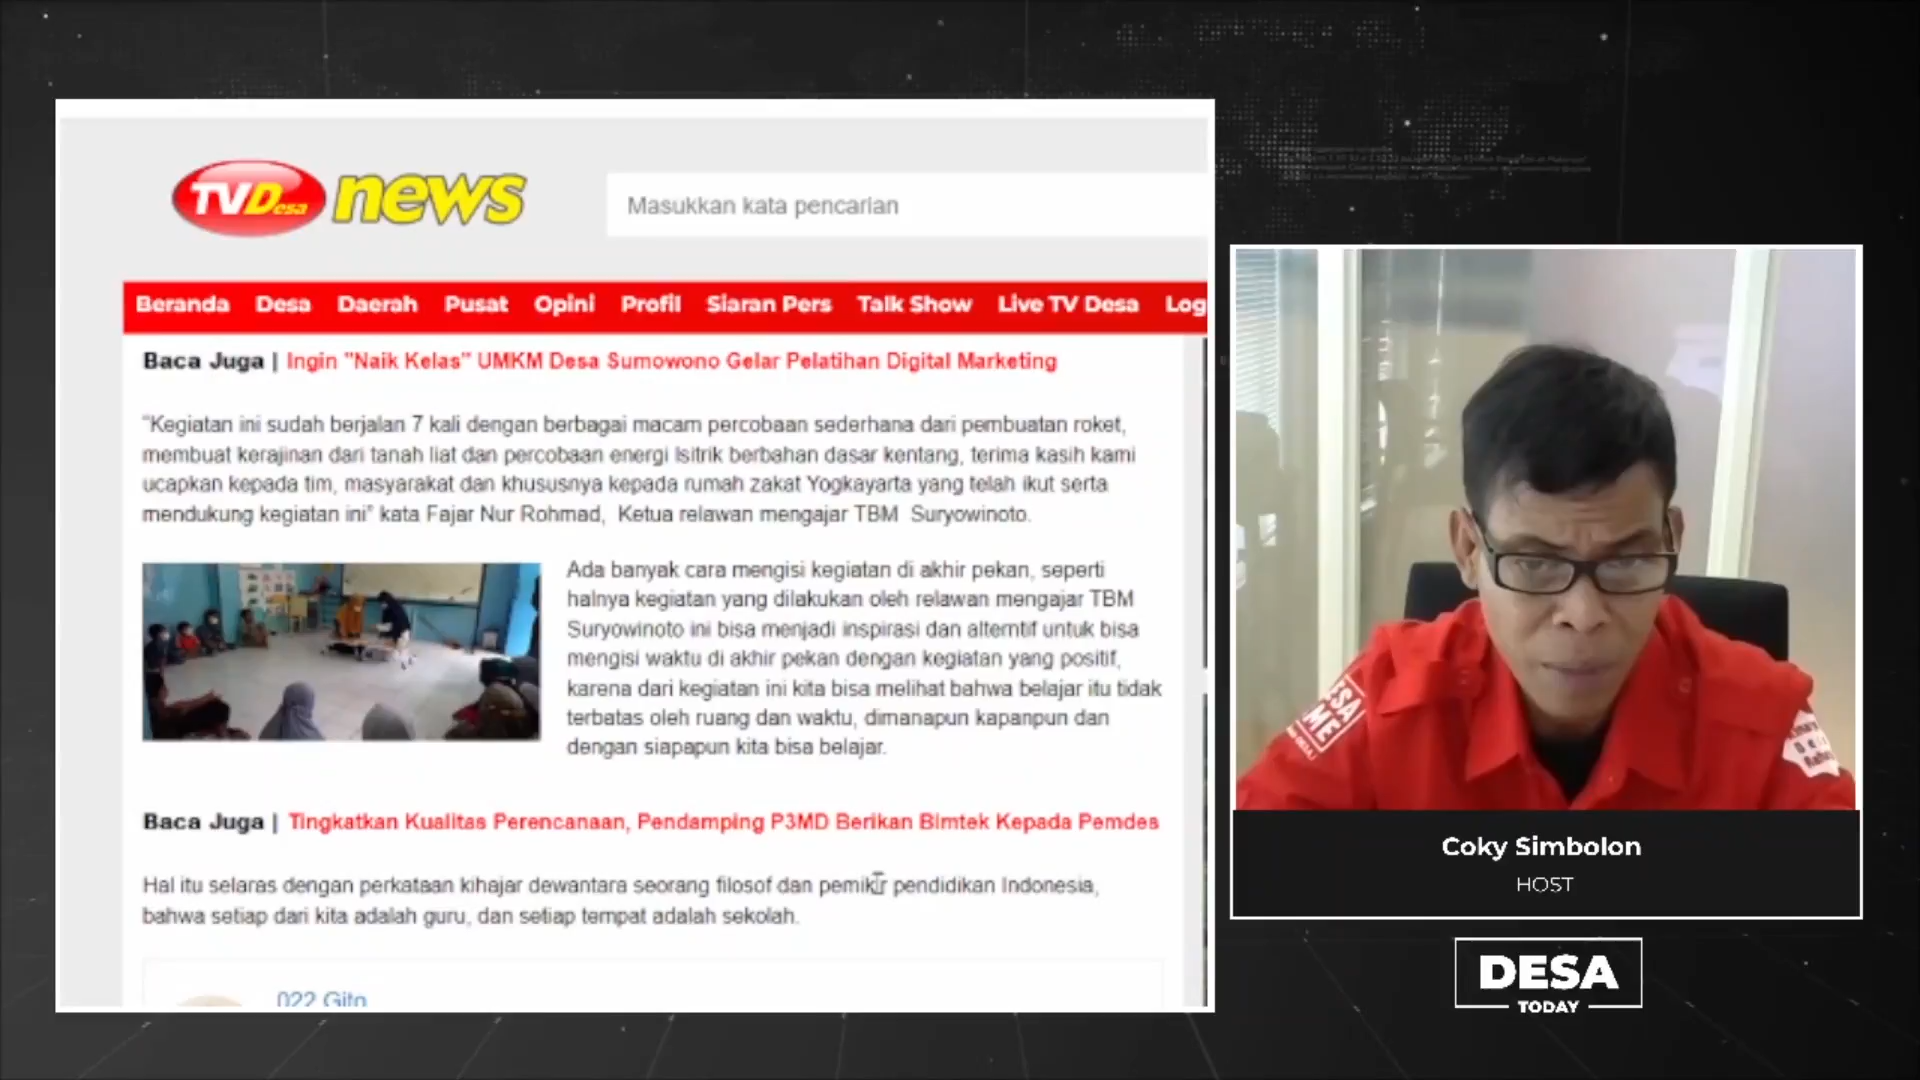 TVDesa news
Masukkan kata pencarian
Beranda Desa Daerah Pusat Opini Profil Siaran Pers Talk Show Live TV Desa Log
Baca Juga | Ingin "Naik Kelas" UMKM Desa Sumowono Gelar Pelatihan Digital Marketing
"Kegiatan ini sudah berjalan 7 kali dengan berbagai macam percobaan sederhana dari pembuatan roket,
membuat kerajinan dari tanah liat dan percobaan energi lsitrik berbahan dasar kentang, terima kasih kami
ucapkan kepada tim, masyarakat dan khususnya kepada rumah zakat Yogkayarta yang telah ikut serta
mendukung kegiatan ini" kata Fajar Nur Rohmad, Ketua relawan mengajar TBM Suryowinoto.
Ada banyak cara mengisi kegiatan di akhir pekan, seperti
halnya kegiatan yang dilakukan oleh relawan mengajar TBM
Suryowinoto ini bisa menjadi inspirasi dan alterntif untuk bisa
mengisi waktu di akhir pekan dengan kegiatan yang positif,
karena dari kegiatan ini kita bisa melihat bahwa belajar itu tidak
terbatas oleh ruang dan waktu, dimanapun kapanpun dan
dengan siapapun kita bisa belajar.
Baca Juga | Tingkatkan Kualitas Perencanaan, Pendamping P3MD Berikan Bimtek Kepada Pemdes
Hal itu selaras dengan perkataan kihajar dewantara seorang filosof dan pemikir pendidikan Indonesia,
bahwa setiap dari kita adalah guru, dan setiap tempat adalah sekolah.
022 Gito
Coky Simbolon
HOST
DESA
TODAY